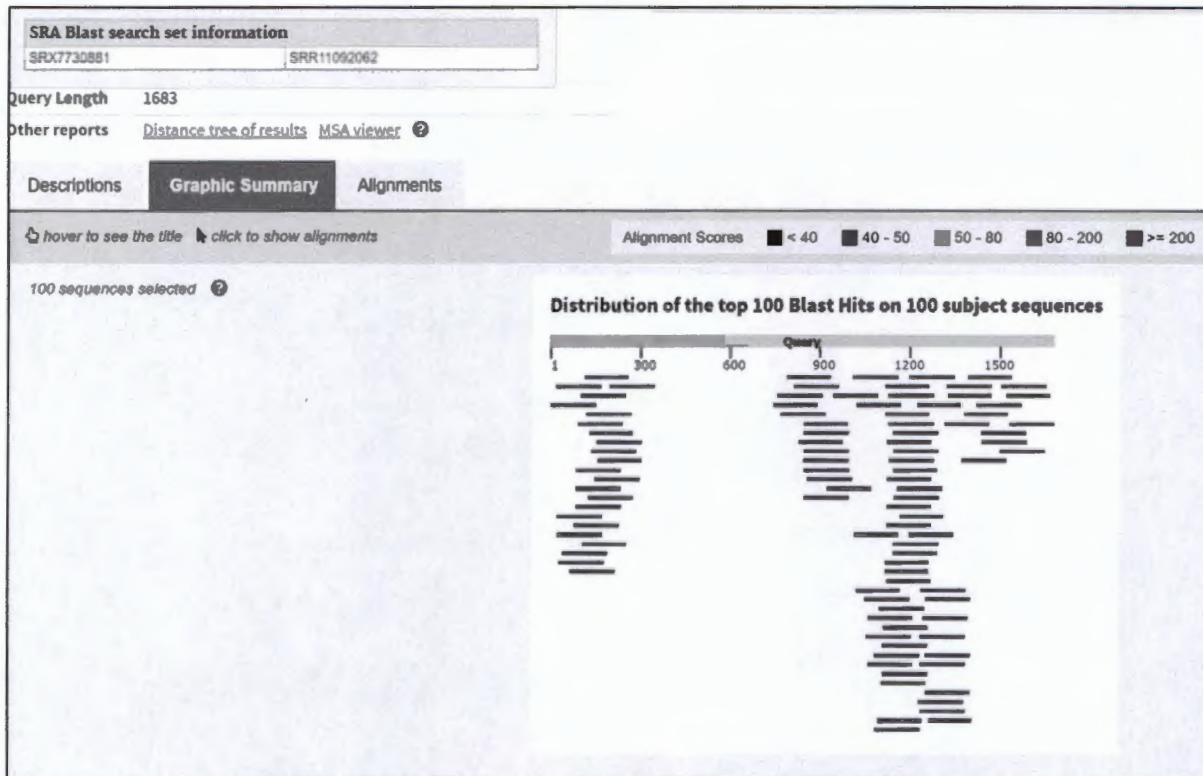 SRA Blast search set information
SRX7730881 SRR11092062
Query Length 1683
Other reports Distance tree of results MSA viewer ?
Descriptions Graphic Summary Alignments
hover to see the title click to show alignments Alignment Scores < 40 40 - 50 50 - 80 80 - 200 >= 200
100 sequences selected ?
Distribution of the top 100 Blast Hits on 100 subject sequences
Query
1 300 600 900 1200 1500